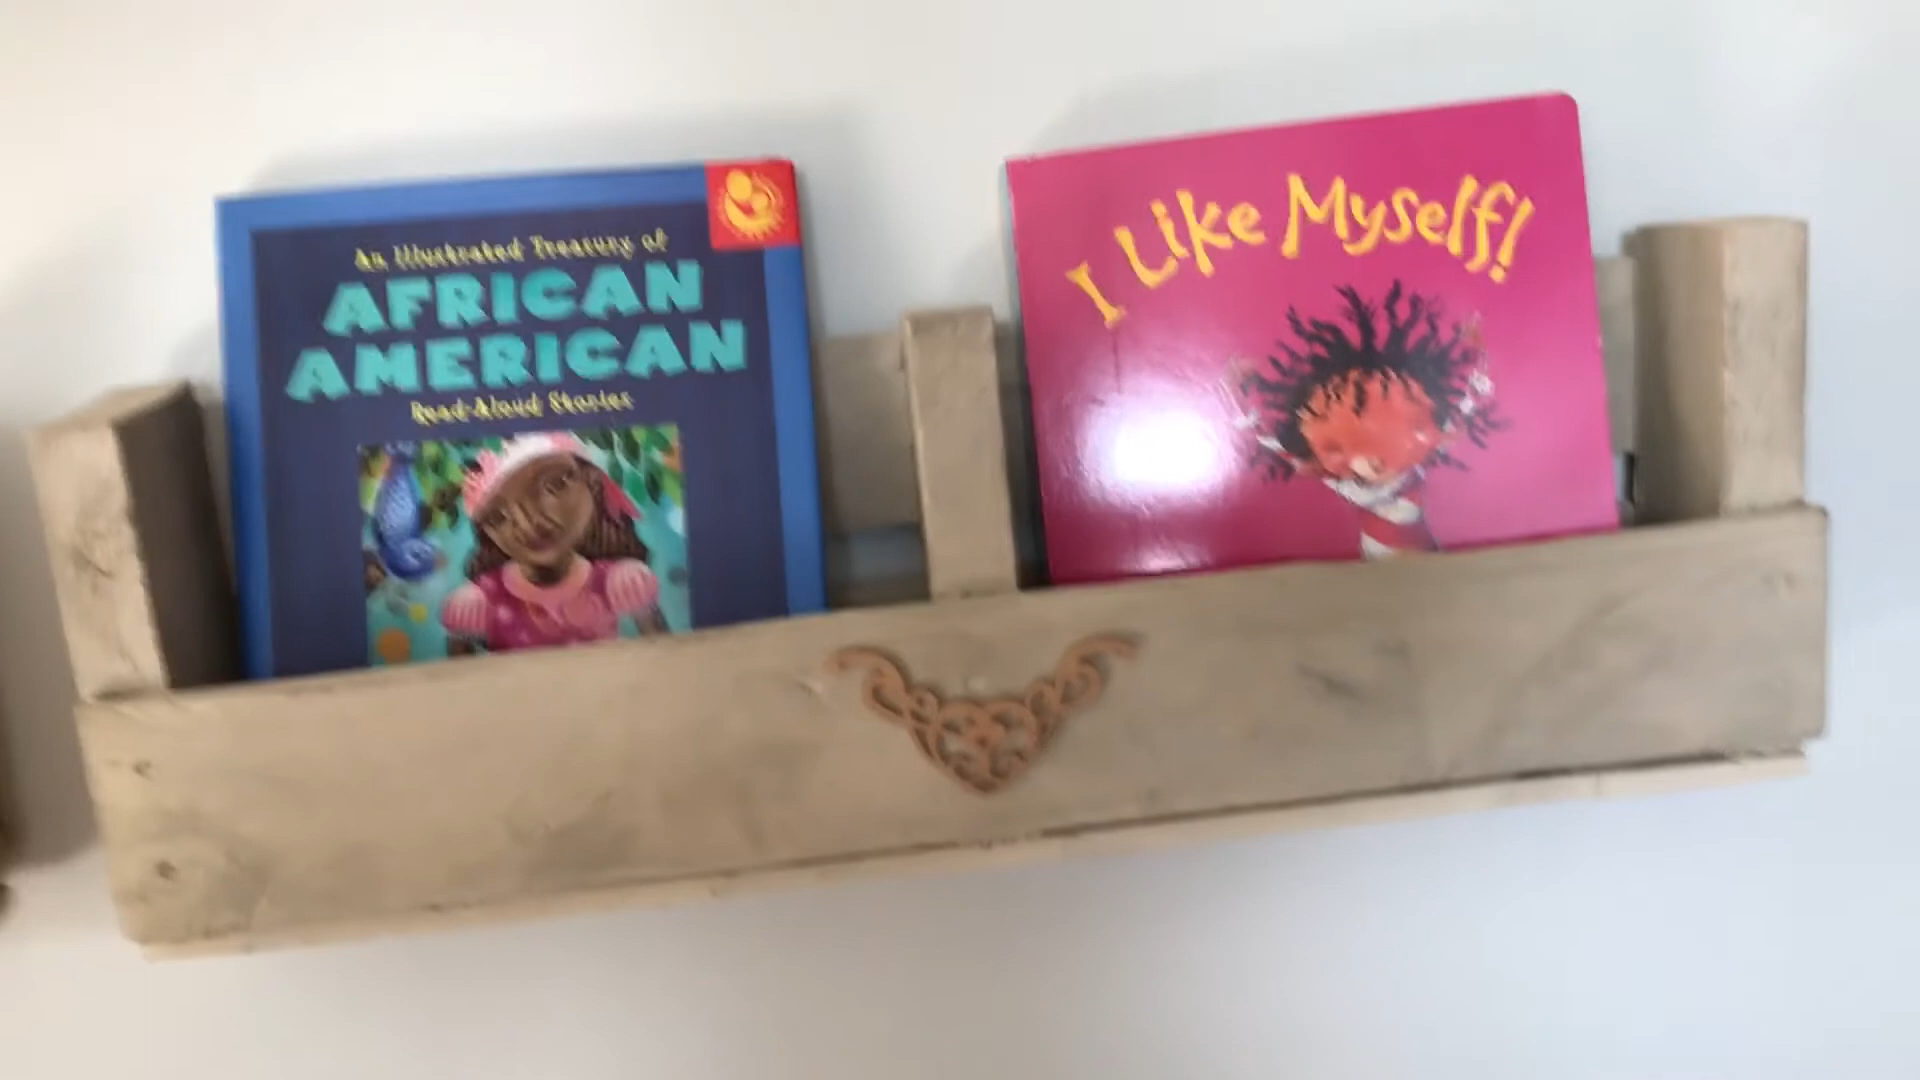 An Illustrated Treasury of
AFRICAN
AMERICAN
Read-Aloud Stories
I Like Myself!